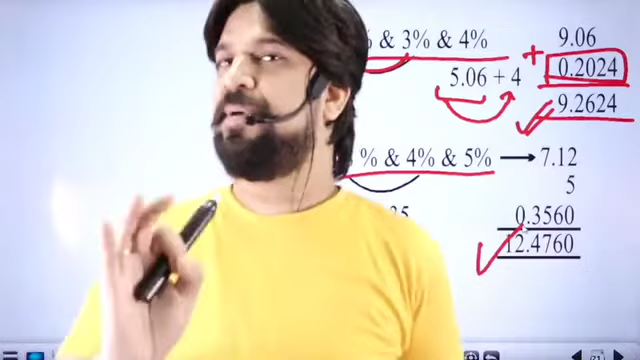 % & 3% & 4%
9.06
5.06 + 4
+
0.2024
9.2624
% & 4% & 5% → 7.12
5
0.3560
12.4760